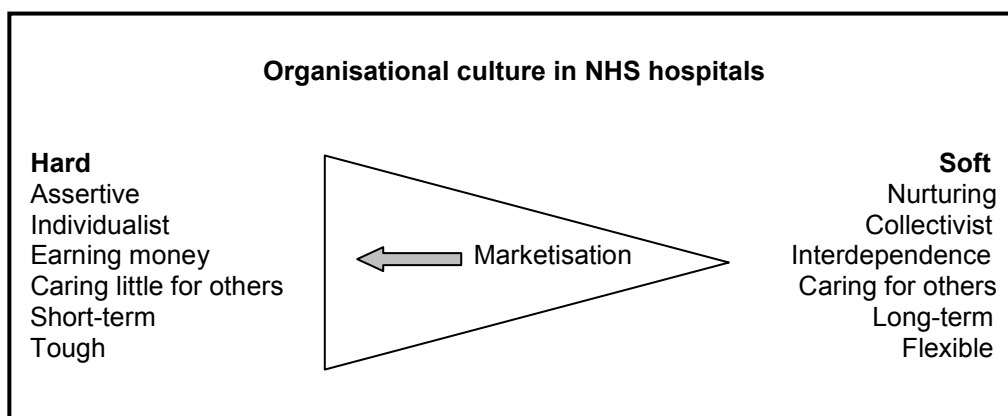 Organisational culture in NHS hospitals
Hard
Assertive
Individualist
Earning money
Caring little for others
Short-term
Tough
Marketisation
Soft
Nurturing
Collectivist
Interdependence
Caring for others
Long-term
Flexible